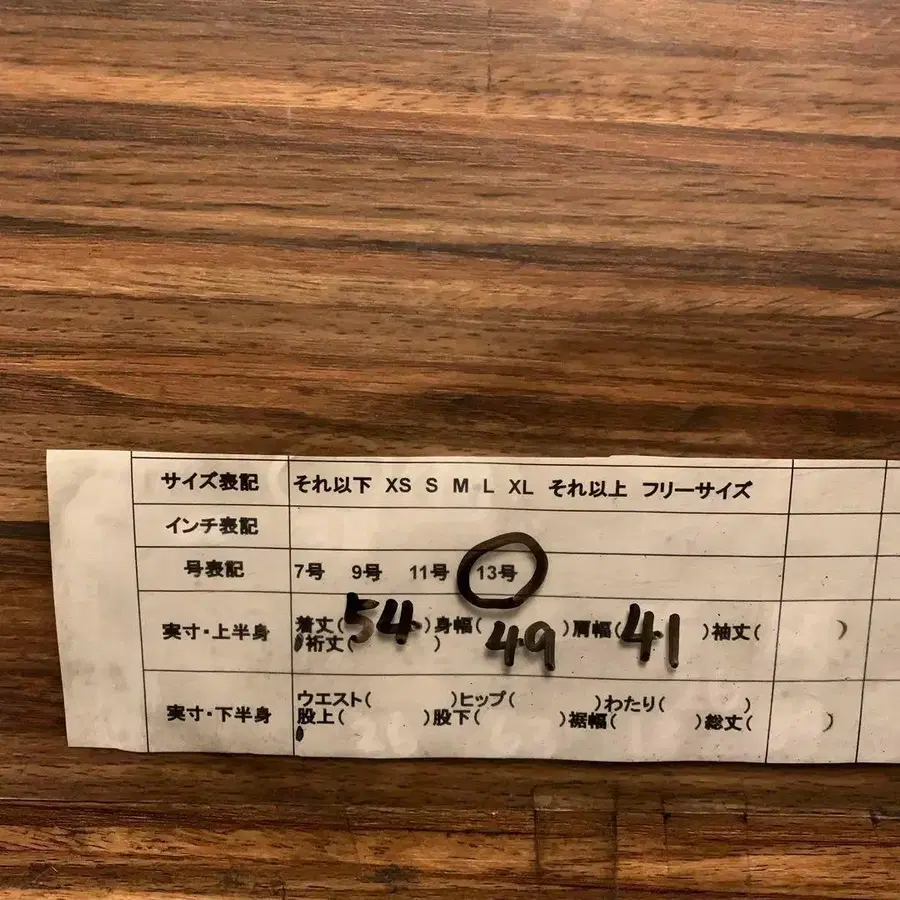 サイズ表記 それ以下 XS S M L XL それ以上 フリーサイズ
インチ表記
号表記 7号 9号 11号 13号
実寸・上半身 着丈(54)身幅(49)肩幅(41)袖丈( )
裄丈( )
実寸・下半身 ウエスト( )ヒップ( )わたり( )
股上( )股下( )裾幅( )総丈( )